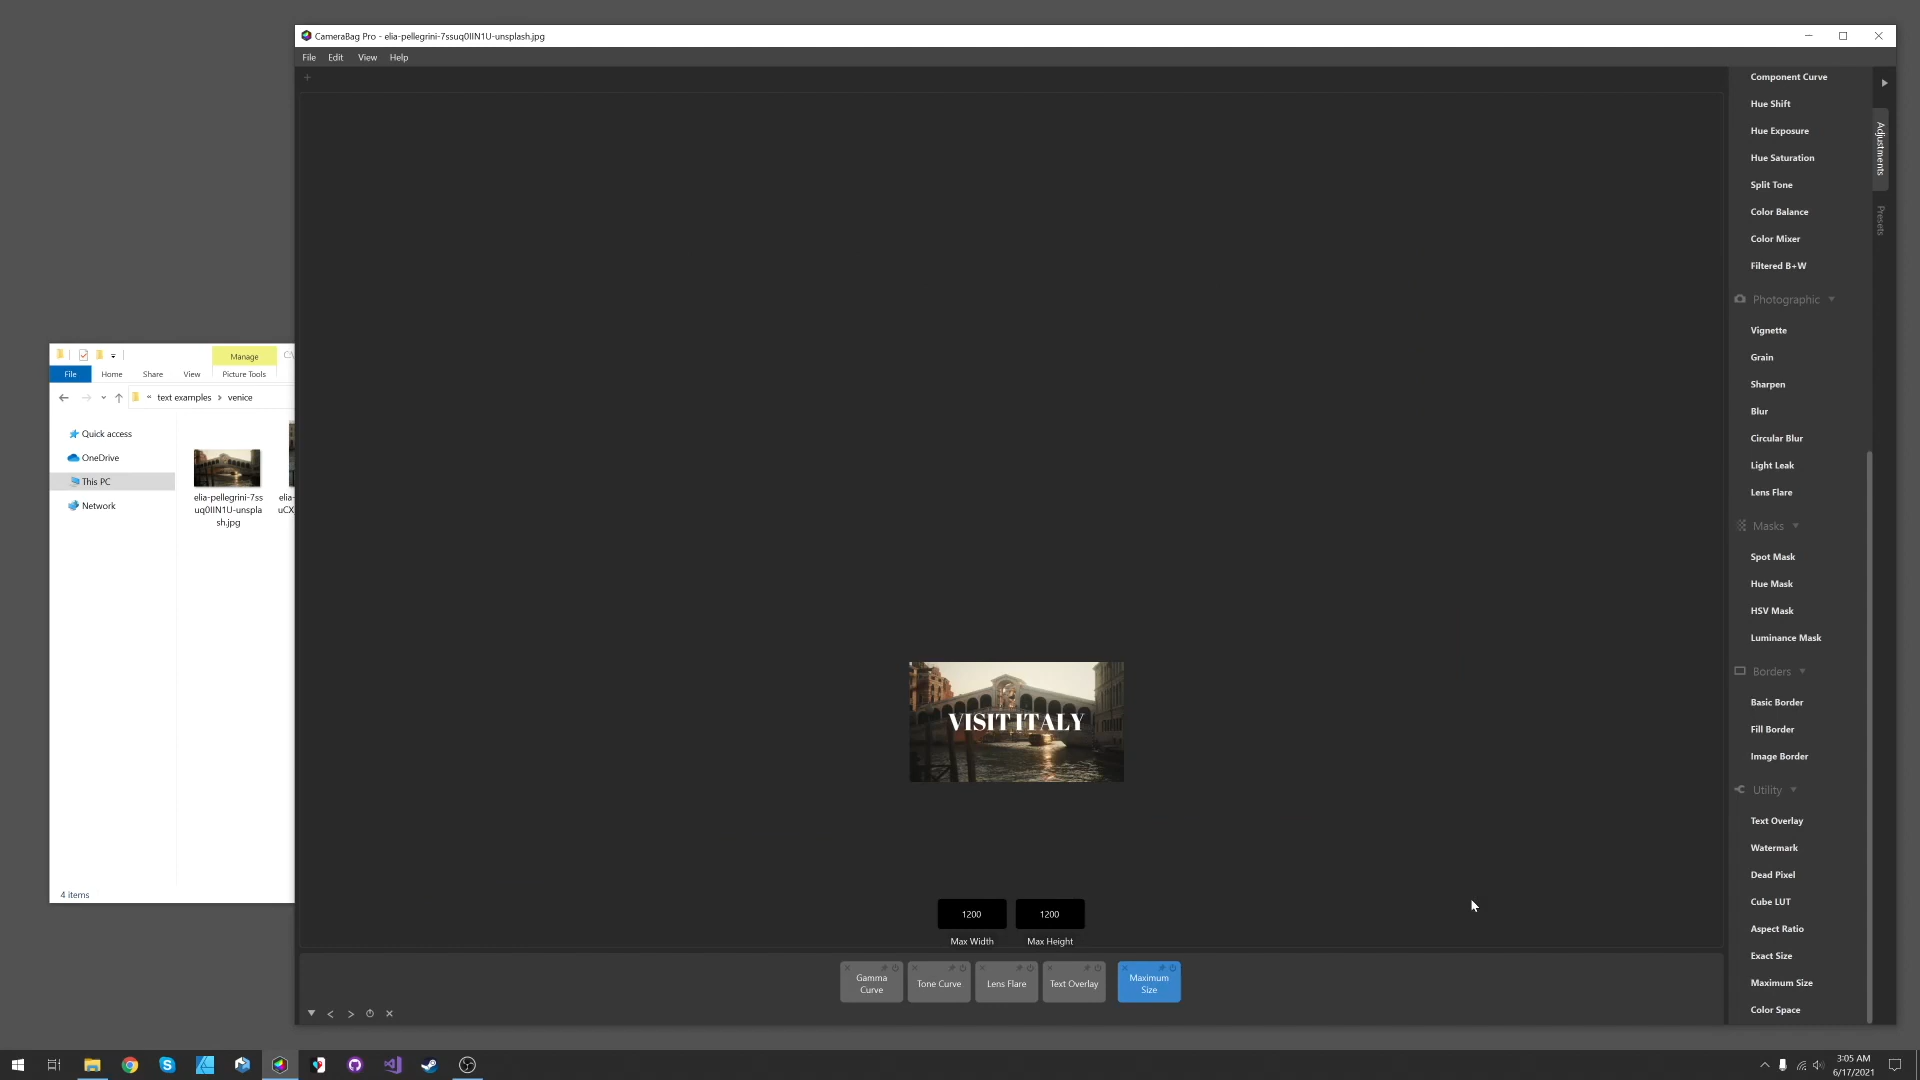 CameraBag Pro - elia-pellegrini-7ssuq0IIN1U-unsplash.jpg
File Edit View Help
+
Component Curve
Hue Shift
Hue Exposure
Hue Saturation
Split Tone
Color Balance
Color Mixer
Filtered B+W
Photographic
Vignette
Grain
Sharpen
Blur
Circular Blur
Light Leak
Lens Flare
Masks
Spot Mask
Hue Mask
HSV Mask
Luminance Mask
Borders
Basic Border
Fill Border
Image Border
Utility
Text Overlay
Watermark
Dead Pixel
Cube LUT
Aspect Ratio
Exact Size
Maximum Size
Color Space
Adjustments
Presets
Manage
File Home Share View Picture Tools
« text examples > venice
Quick access
OneDrive
This PC
Network
elia-pellegrini-7ss
uq0IIN1U-unspla
sh.jpg
elia-
uCX
4 items
VISIT ITALY
1200 1200
Max Width Max Height
Gamma
Curve
Tone Curve
Lens Flare
Text Overlay
Maximum
Size
3:05 AM
6/17/2021